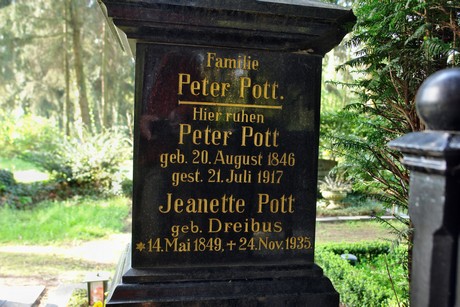 Familie
Peter Pott.
Hier ruhen
Peter Pott
geb. 20. August 1846
gest. 21. Juli 1917
Jeanette Pott
geb. Dreibus
*14. Mai 1849, +24. Nov. 1935.